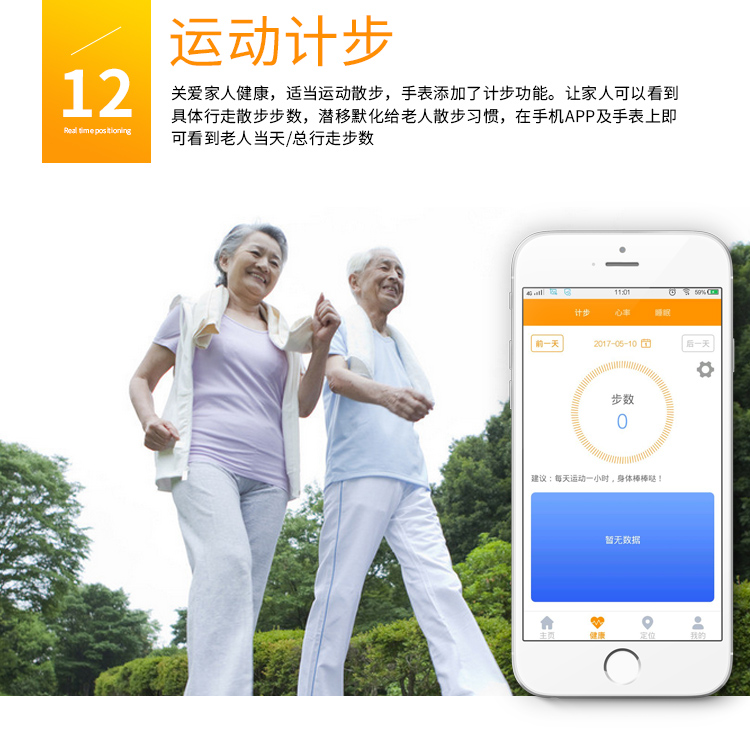 运动计步
12
Real time positioning
关爱家人健康，适当运动散步，手表添加了计步功能。让家人可以看到
具体行走散步步数，潜移默化给老人散步习惯，在手机APP及手表上即
可看到老人当天/总行走步数
4G 11:01 59%
计步 心率 睡眠
前一天 2017-05-10 1 后一天
步数
0
建议：每天运动一小时，身体棒棒哒！
暂无数据
主页 健康 定位 我的